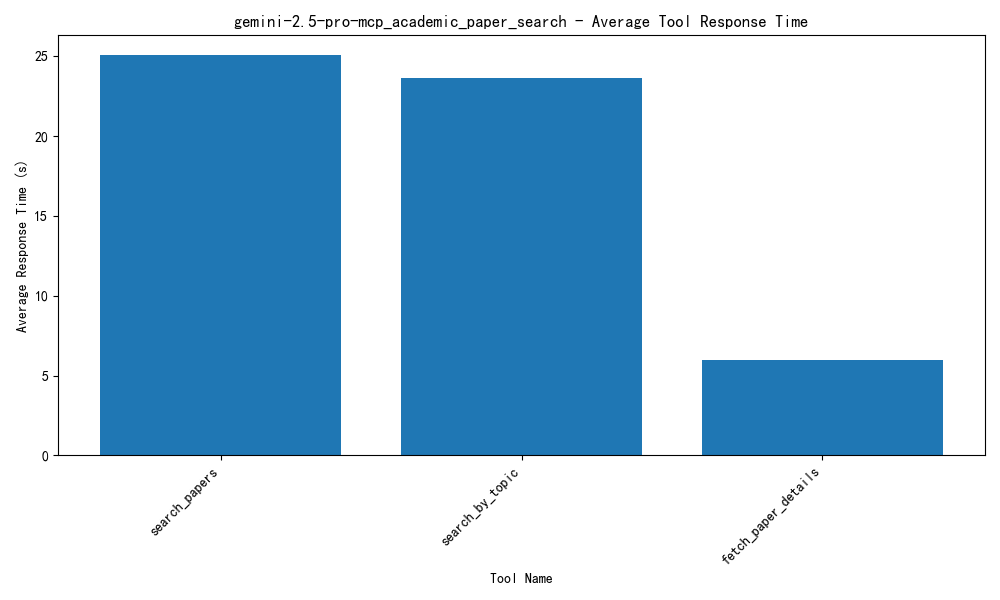 gemini-2.5-pro-mcp_academic_paper_search - Average Tool Response Time
Average Response Time (s)
25
20
15
10
5
0
search_papers
search_by_topic
fetch_paper_details
Tool Name